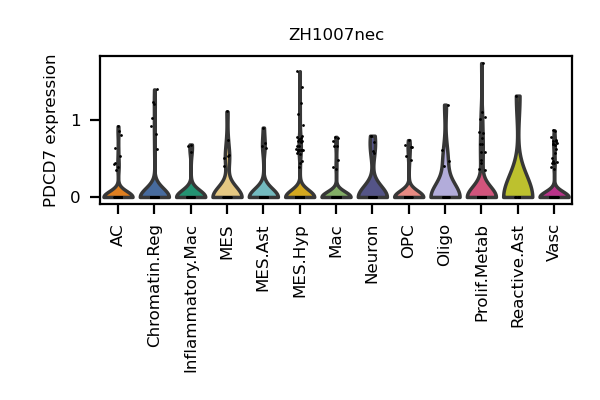 ZH1007nec
PDCD7 expression
1
0
AC
Chromatin.Reg
Inflammatory.Mac
MES
MES.Ast
MES.Hyp
Mac
Neuron
OPC
Oligo
Prolif.Metab
Reactive.Ast
Vasc